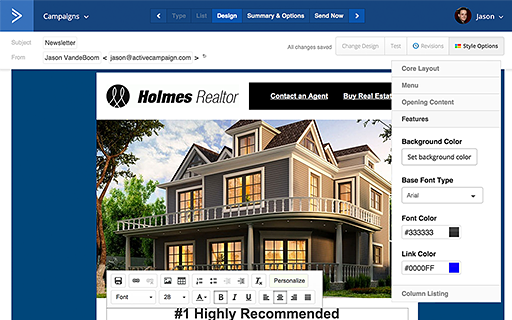 Campaigns
Type
List
Design
Summary & Options
Send Now
Jason
Subject
Newsletter
From
Jason VandeBoom < jason@activecampaign.com >
All changes saved
Change Design
Test
Revisions
Style Options
Holmes Realtor
Contact an Agent
Buy Real Estate
Core Layout
Menu
Opening Content
Features
Background Color
Set background color
Base Font Type
Arial
Font Color
#333333
Link Color
#0000FF
Column Listing
Personalize
Font
28
A
B
I
U
#1 Highly Recommended